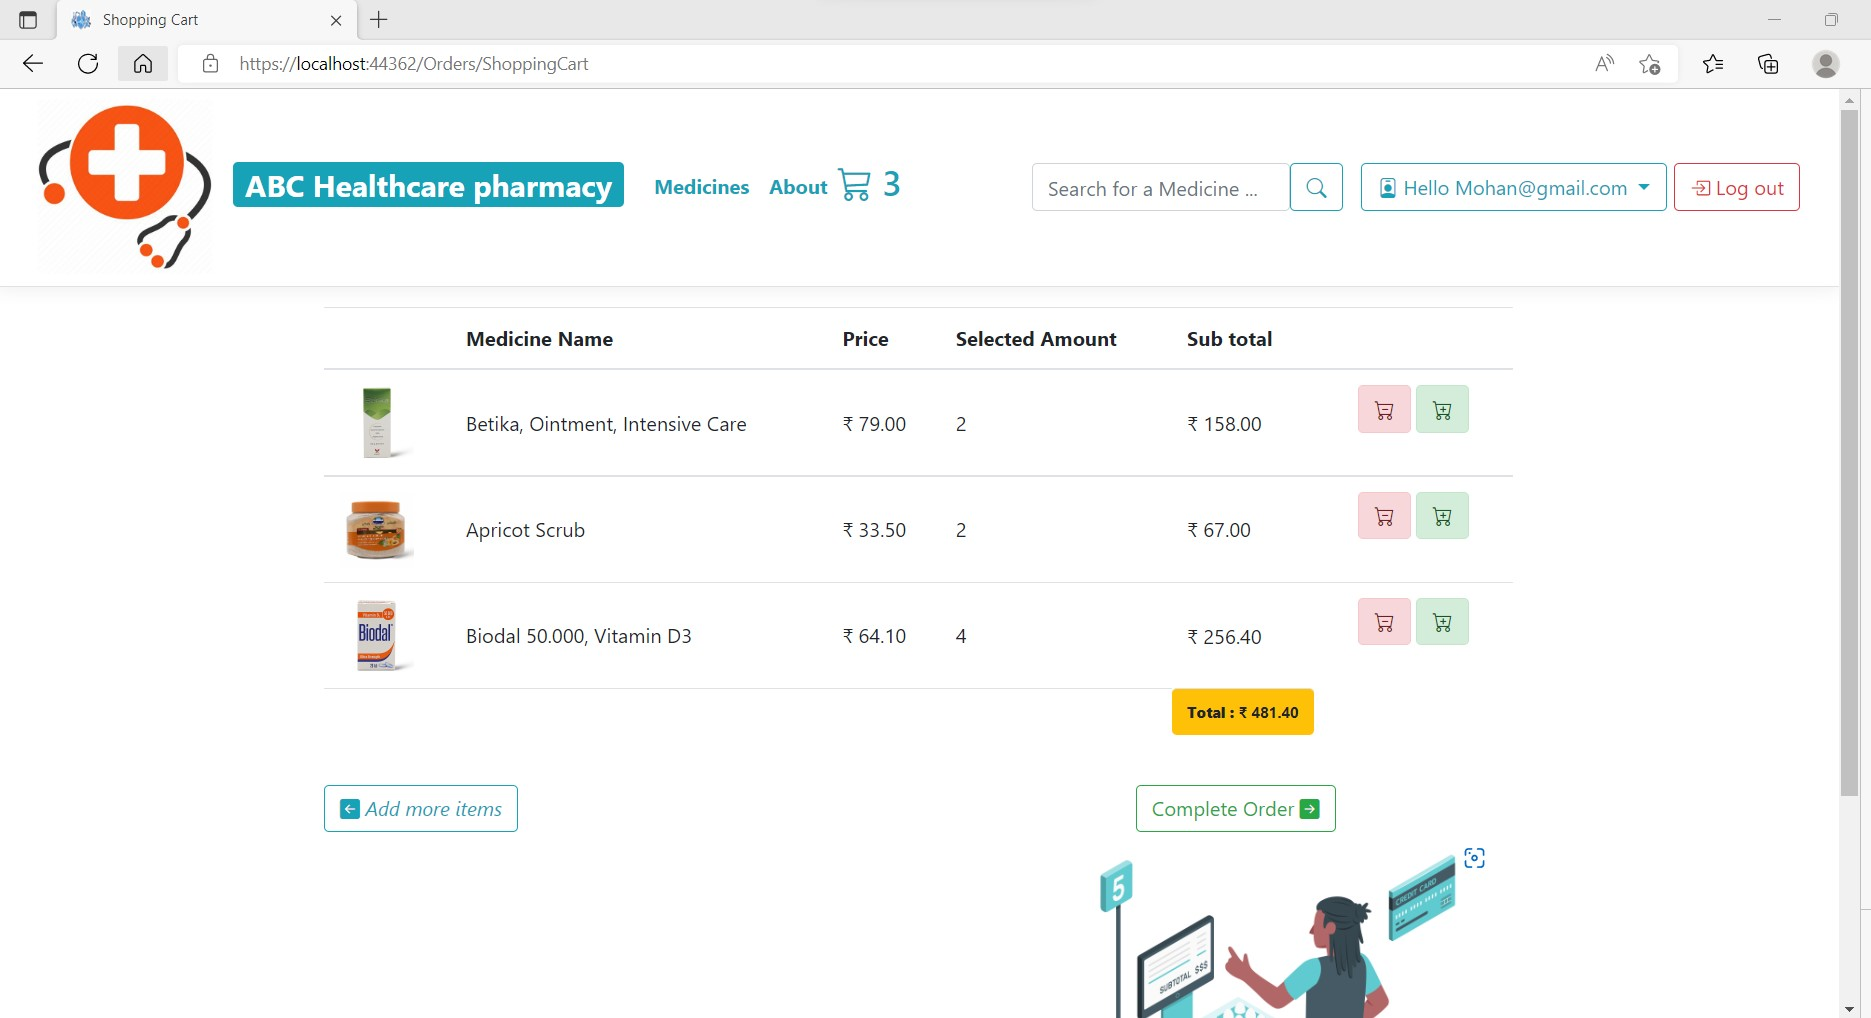 Shopping Cart
https://localhost:44362/Orders/ShoppingCart
ABC Healthcare pharmacy
Medicines About 3
Search for a Medicine ...
Hello Mohan@gmail.com
Log out
Medicine Name Price Selected Amount Sub total
Betika, Ointment, Intensive Care ₹ 79.00 2 ₹ 158.00
Apricot Scrub ₹ 33.50 2 ₹ 67.00
Biodal
Biodal 50.000, Vitamin D3 ₹ 64.10 4 ₹ 256.40
Total : ₹ 481.40
Add more items
Complete Order
5
CREDIT CARD
SUBTOTAL $$$